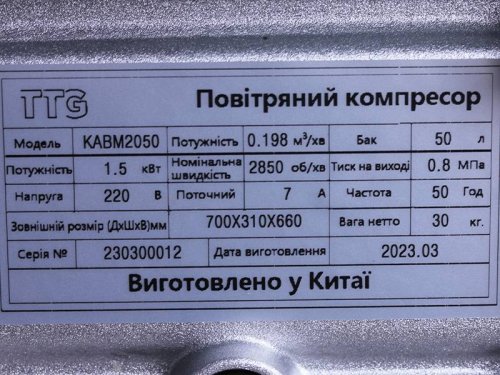 TTG Повітряний компресор
Модель KABM2050 Потужність 0.198 м³/хв Бак 50 л
Потужність 1.5 кВт Номінальна швидкість 2850 об/хв Тиск на виході 0.8 МПа
Напруга 220 В Поточний 7 А Частота 50 Год
Зовнішній розмір (ДхШхВ)мм 700X310X660 Вага нетто 30 кг.
Серія № 230300012 Дата виготовлення 2023.03
Виготовлено у Китаї